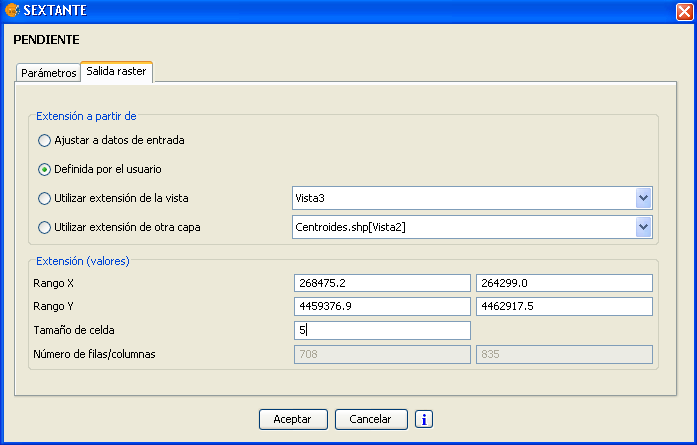 SEXTANTE
PENDIENTE
Parámetros Salida raster
Extensión a partir de
Ajustar a datos de entrada
Definida por el usuario
Utilizar extensión de la vista Vista3
Utilizar extensión de otra capa Centroides.shp[Vista2]
Extensión (valores)
Rango X 268475.2 264299.0
Rango Y 4459376.9 4462917.5
Tamaño de celda 5
Número de filas/columnas 708 835
Aceptar Cancelar i